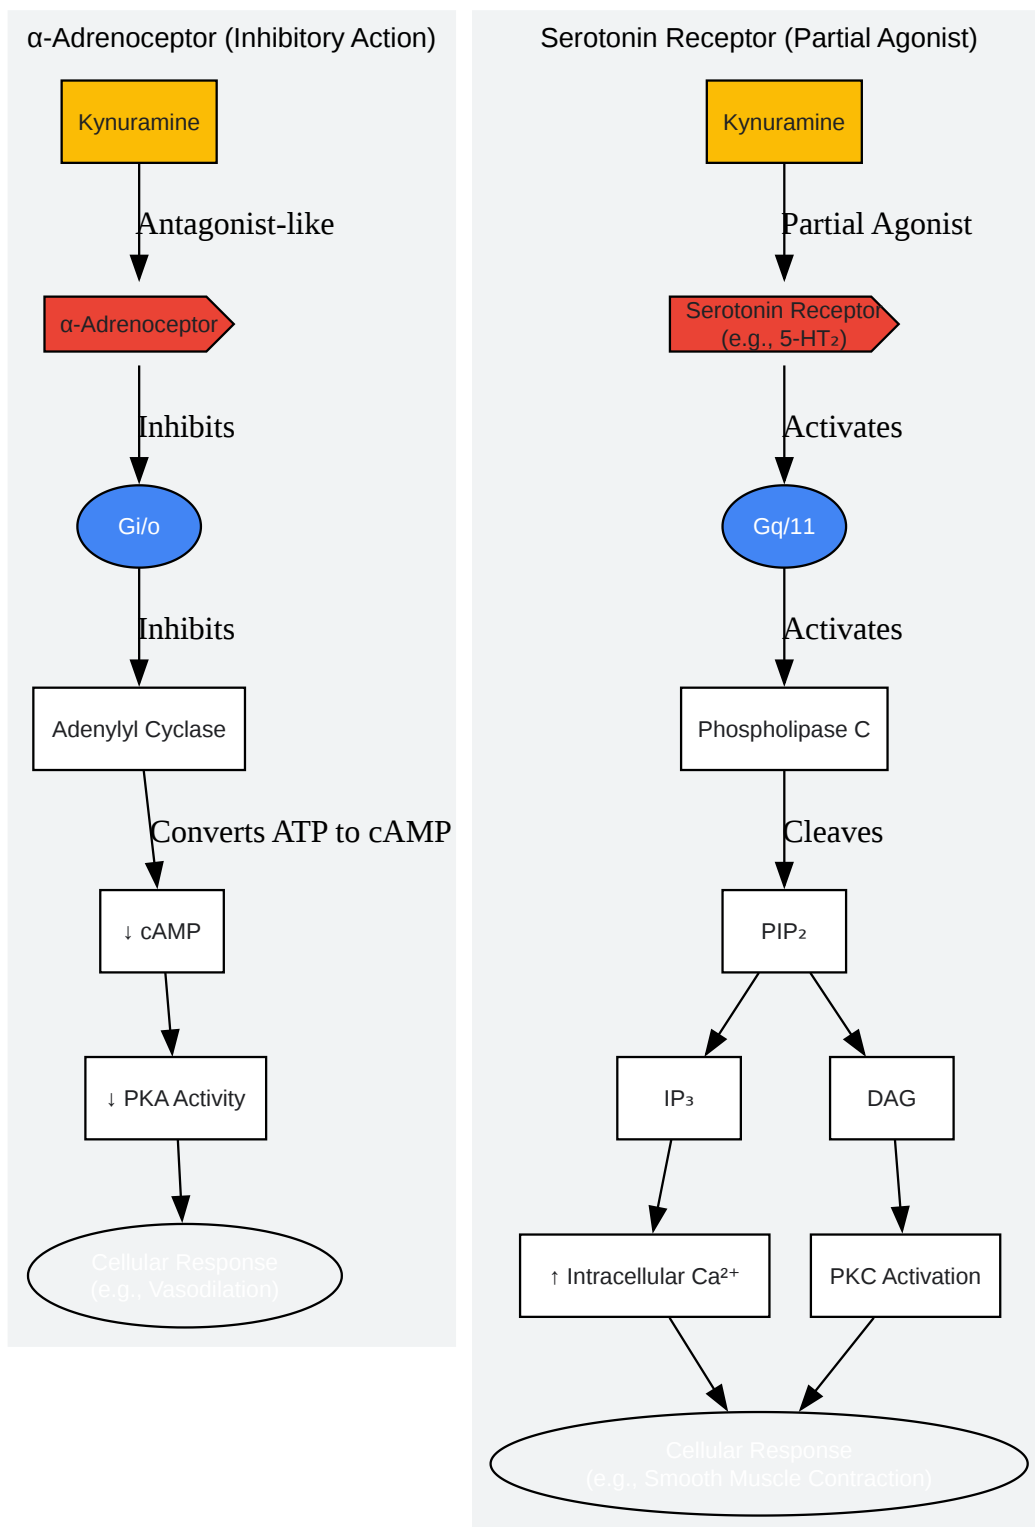 α-Adrenoceptor (Inhibitory Action)
Kynuramine
Antagonist-like
α-Adrenoceptor
Inhibits
Gi/o
Inhibits
Adenylyl Cyclase
Converts ATP to cAMP
↓ cAMP
↓ PKA Activity
Cellular Response
(e.g., Vasodilation)
Serotonin Receptor (Partial Agonist)
Kynuramine
Partial Agonist
Serotonin Receptor
(e.g., 5-HT₂)
Activates
Gq/11
Activates
Phospholipase C
Cleaves
PIP₂
IP₃
DAG
↑ Intracellular Ca²⁺
PKC Activation
Cellular Response
(e.g., Smooth Muscle Contraction)